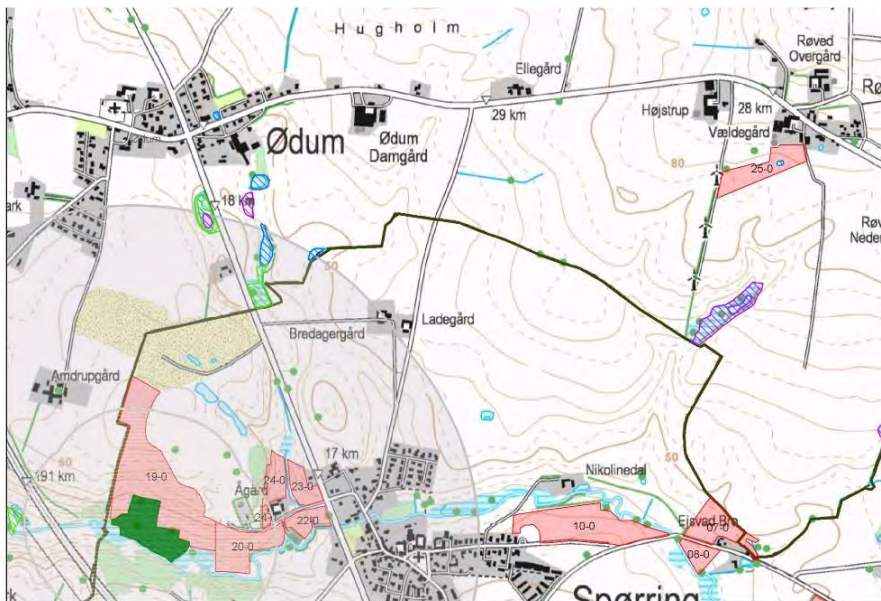 Hugholm
Røved
Overgård
Ellegård
29 km
Højstrup
28 km
Vældegård
Ødum
Ødum
Damgård
80
25-0
18 km
50
Ladegård
Bredagergård
Amdrupgård
17 km
Nikolinedal
50
191 km
60
19-0
Ågård
24-0
23-0
22-0
20-0
10-0
Ejsvad Bro
07-0
08-0
Spørring